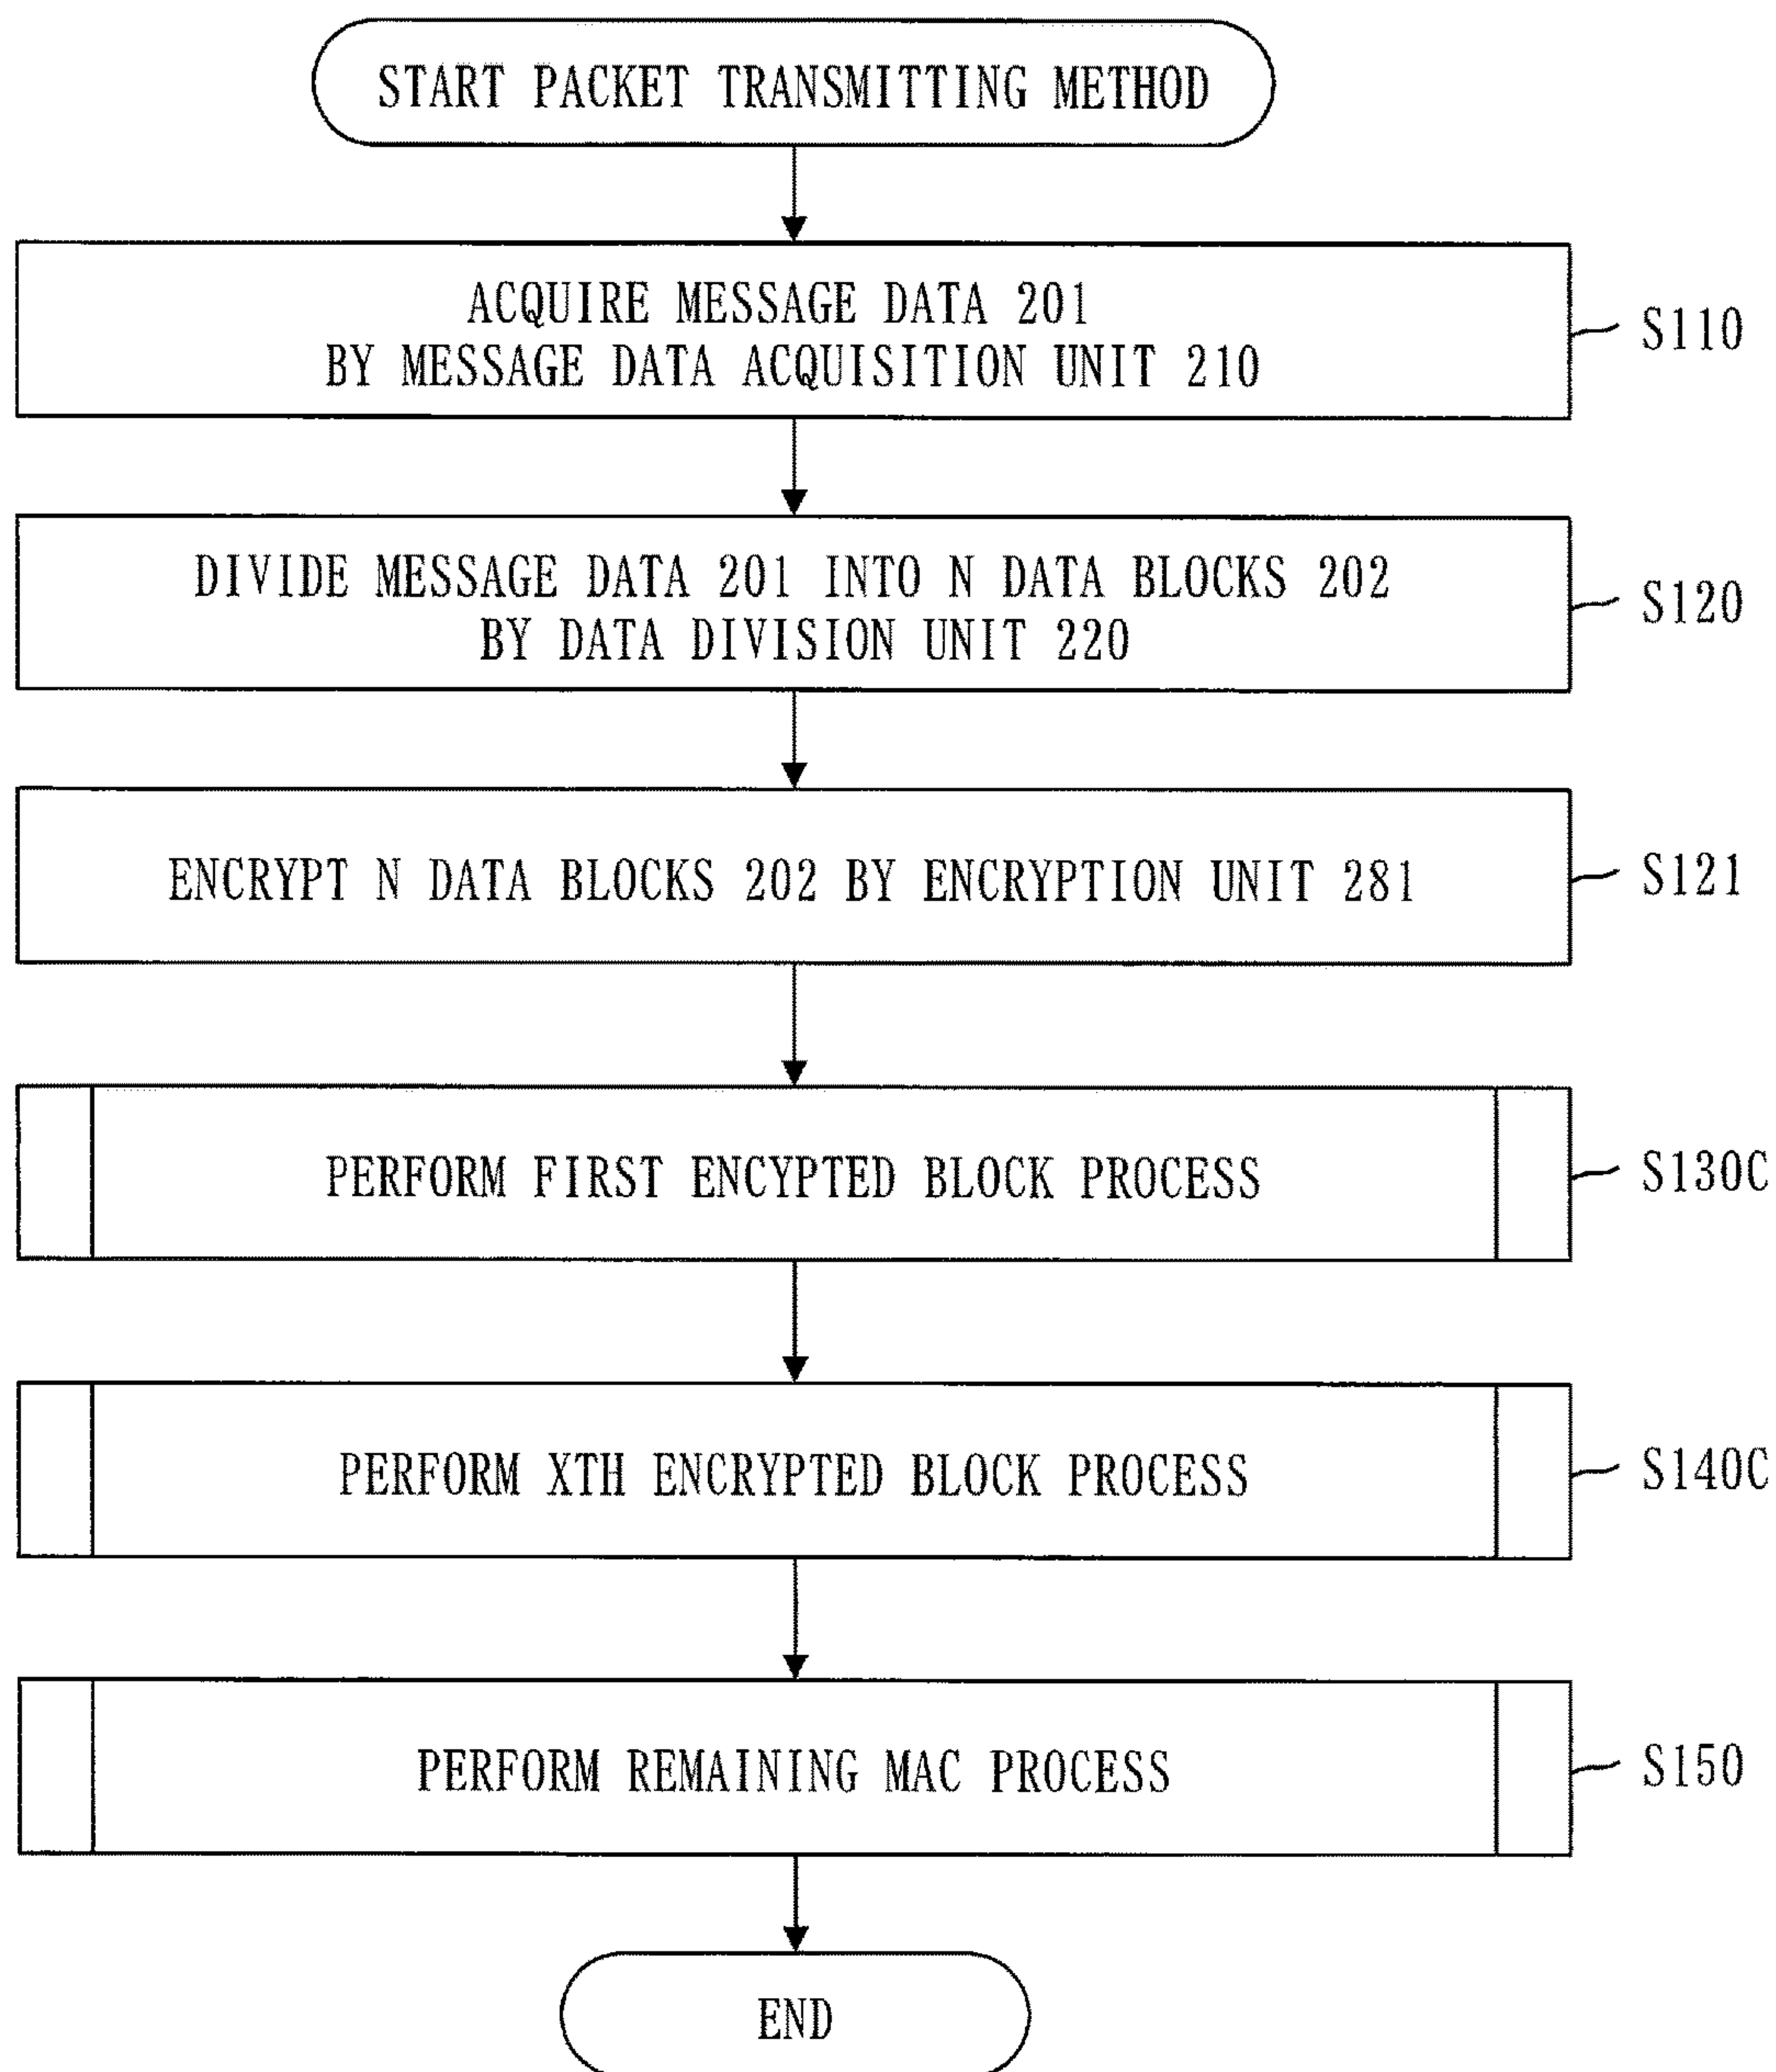 START PACKET TRANSMITTING METHOD
ACQUIRE MESSAGE DATA 201
BY MESSAGE DATA ACQUISITION UNIT 210
S110
DIVIDE MESSAGE DATA 201 INTO N DATA BLOCKS 202
BY DATA DIVISION UNIT 220
S120
ENCRYPT N DATA BLOCKS 202 BY ENCRYPTION UNIT 281
S121
PERFORM FIRST ENCYPTED BLOCK PROCESS
S130C
PERFORM XTH ENCRYPTED BLOCK PROCESS
S140C
PERFORM REMAINING MAC PROCESS
S150
END